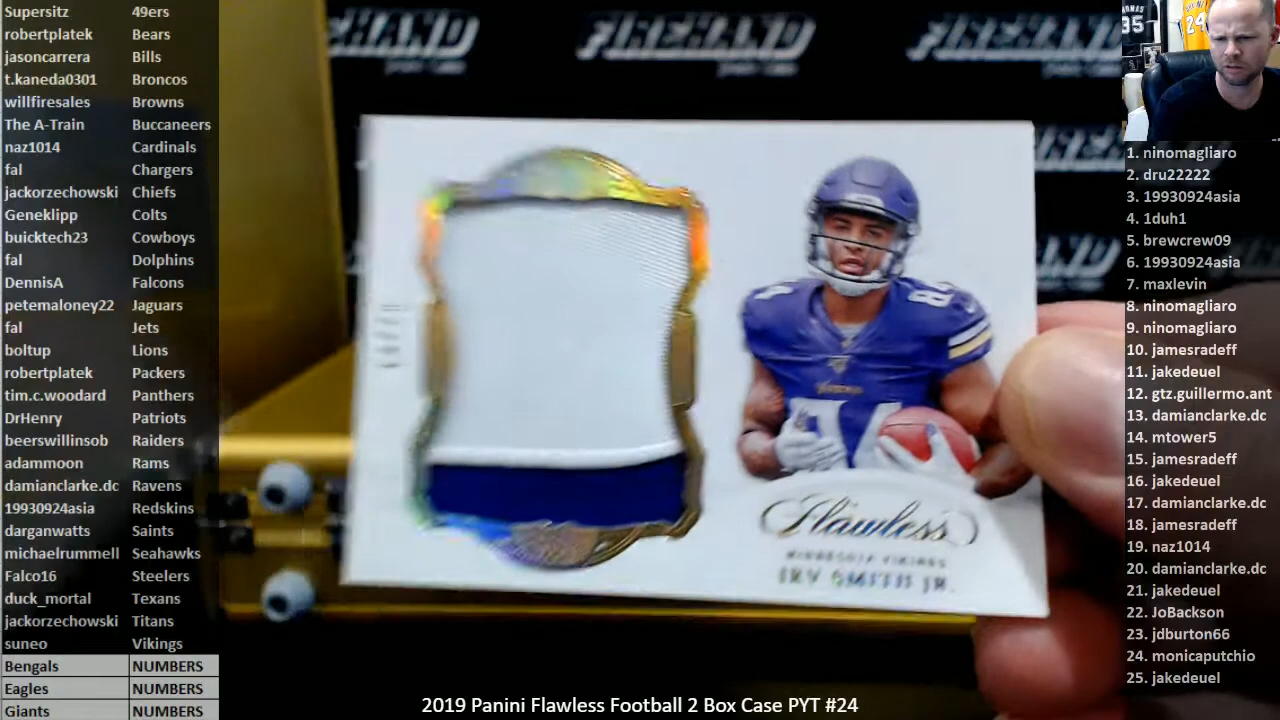 Supersitz 49ers
robertplatek Bears
jasoncarrera Bills
t.kaneda0301 Broncos
willfiresales Browns
The A-Train Buccaneers
naz1014 Cardinals
fal Chargers
jackorzechowski Chiefs
Geneklipp Colts
buicktech23 Cowboys
fal Dolphins
DennisA Falcons
petemaloney22 Jaguars
fal Jets
boltup Lions
robertplatek Packers
tim.c.woodard Panthers
DrHenry Patriots
beerswillinsob Raiders
adammoon Rams
damianclarke.dc Ravens
19930924asia Redskins
darganwatts Saints
michaelrummell Seahawks
Falco16 Steelers
duck_mortal Texans
jackorzechowski Titans
suneo Vikings
Bengals NUMBERS
Eagles NUMBERS
Giants NUMBERS
FIREHAND
FIREHAND
FIREHAND
35
24
84
84
Flawless
MINNESOTA VIKINGS
IRV SMITH JR.
1. ninomagliaro
2. dru22222
3. 19930924asia
4. 1duh1
5. brewcrew09
6. 19930924asia
7. maxlevin
8. ninomagliaro
9. ninomagliaro
10. jamesradeff
11. jakedeuel
12. gtz.guillermo.ant
13. damianclarke.dc
14. mtower5
15. jamesradeff
16. jakedeuel
17. damianclarke.dc
18. jamesradeff
19. naz1014
20. damianclarke.dc
21. jakedeuel
22. JoBackson
23. jdburton66
24. monicaputchio
25. jakedeuel
2019 Panini Flawless Football 2 Box Case PYT #24